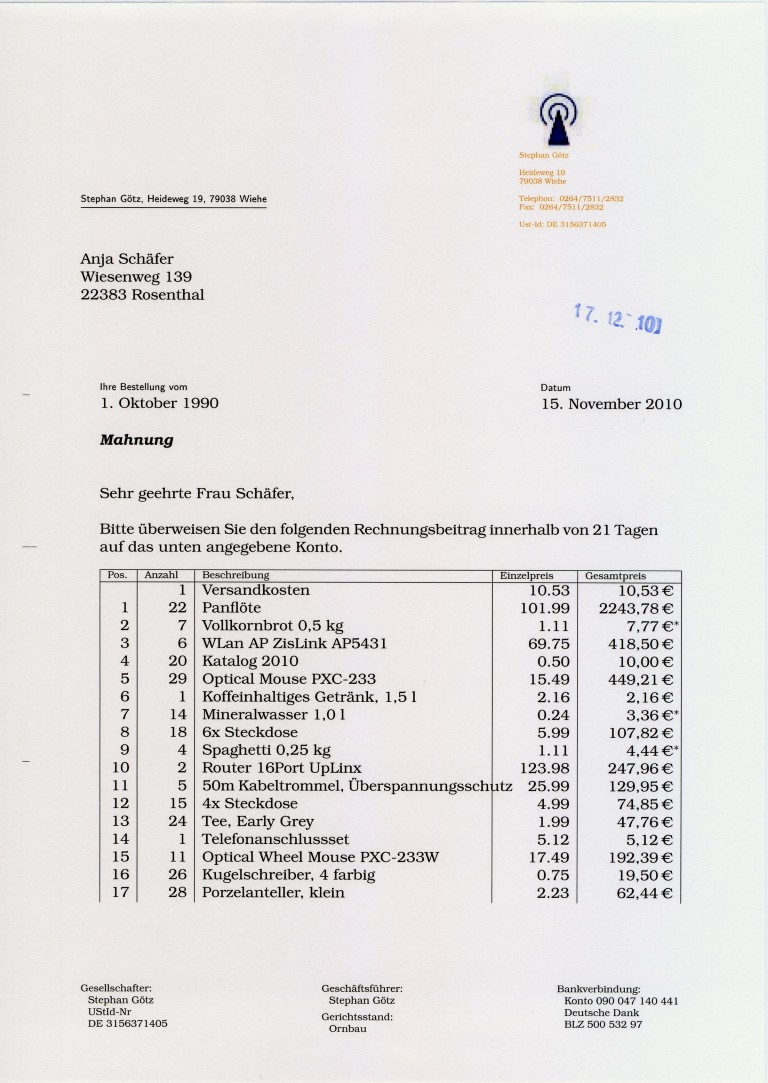 Stephan Götz
Heideweg 19
79038 Wiehe
Telephon: 0264/7511/2832
Fax: 0264/7511/2832
Ust-Id: DE 3156371405
Stephan Götz, Heideweg 19, 79038 Wiehe
Anja Schäfer
Wiesenweg 139
22383 Rosenthal
17. 12. 10
Ihre Bestellung vom Datum
1. Oktober 1990 15. November 2010
Mahnung
Sehr geehrte Frau Schäfer,
Bitte überweisen Sie den folgenden Rechnungsbeitrag innerhalb von 21 Tagen
auf das unten angegebene Konto.
Pos. Anzahl Beschreibung Einzelpreis Gesamtpreis
1 Versandkosten 10.53 10,53 €
1 22 Panflöte 101.99 2243,78 €
2 7 Vollkornbrot 0,5 kg 1.11 7,77 €*
3 6 WLan AP ZisLink AP5431 69.75 418,50 €
4 20 Katalog 2010 0.50 10,00 €
5 29 Optical Mouse PXC-233 15.49 449,21 €
6 1 Koffeinhaltiges Getränk, 1,5 l 2.16 2,16 €
7 14 Mineralwasser 1,0 l 0.24 3,36 €*
8 18 6x Steckdose 5.99 107,82 €
9 4 Spaghetti 0,25 kg 1.11 4,44 €*
10 2 Router 16Port UpLinx 123.98 247,96 €
11 5 50m Kabeltrommel, Überspannungsschutz 25.99 129,95 €
12 15 4x Steckdose 4.99 74,85 €
13 24 Tee, Early Grey 1.99 47,76 €
14 1 Telefonanschlussset 5.12 5,12 €
15 11 Optical Wheel Mouse PXC-233W 17.49 192,39 €
16 26 Kugelschreiber, 4 farbig 0.75 19,50 €
17 28 Porzelanteller, klein 2.23 62,44 €
Gesellschafter:
Stephan Götz
UStId-Nr
DE 3156371405
Geschäftsführer:
Stephan Götz
Gerichtsstand:
Ornbau
Bankverbindung:
Konto 090 047 140 441
Deutsche Dank
BLZ 500 532 97